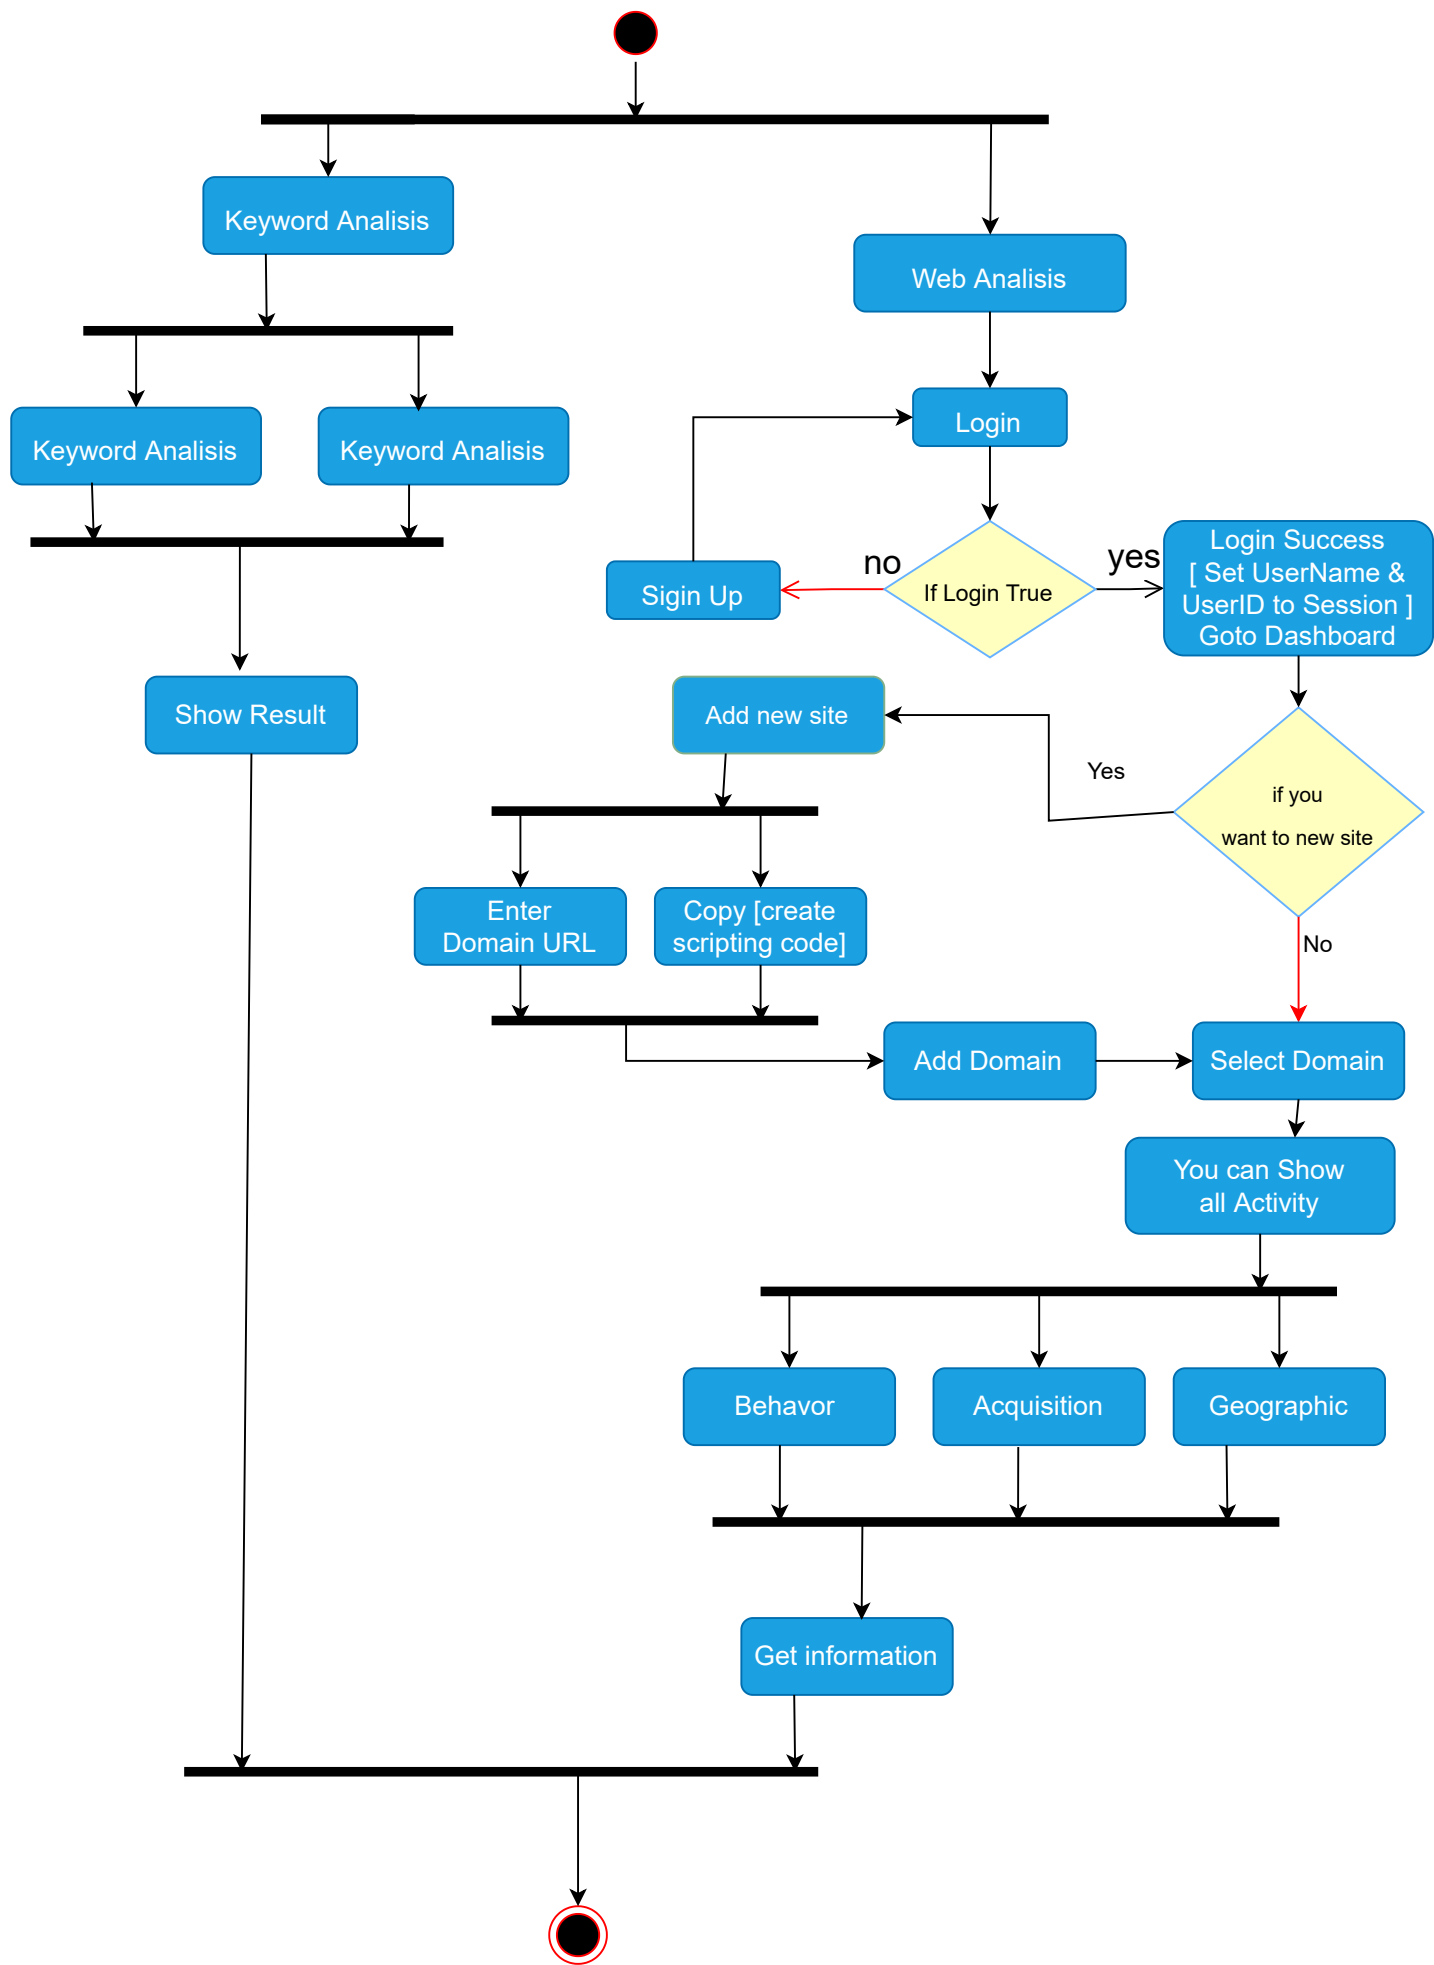 Keyword Analisis
Web Analisis
Login
Keyword Analisis
Keyword Analisis
If Login True
no
yes
Sigin Up
Login Success
[ Set UserName &
UserID to Session ]
Goto Dashboard
Show Result
Add new site
Yes
if you
want to new site
Enter
Domain URL
Copy [create
scripting code]
No
Add Domain
Select Domain
You can Show
all Activity
Behavor
Acquisition
Geographic
Get information